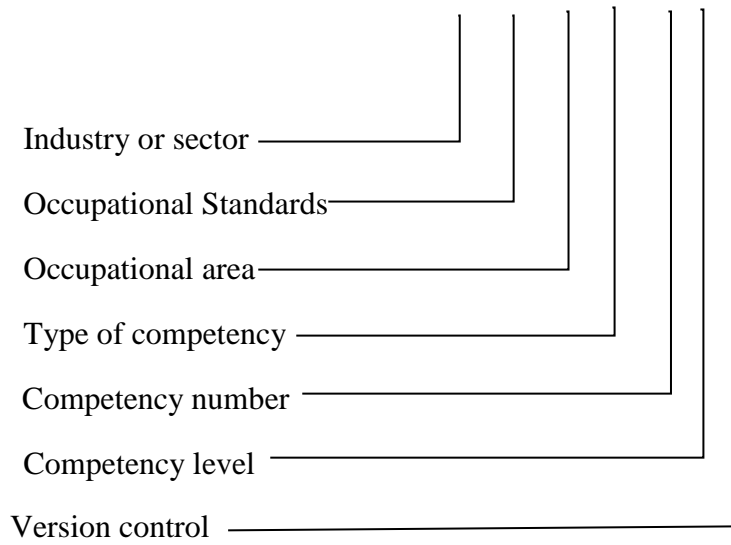 Industry or sector
Occupational Standards
Occupational area
Type of competency
Competency number
Competency level
Version control